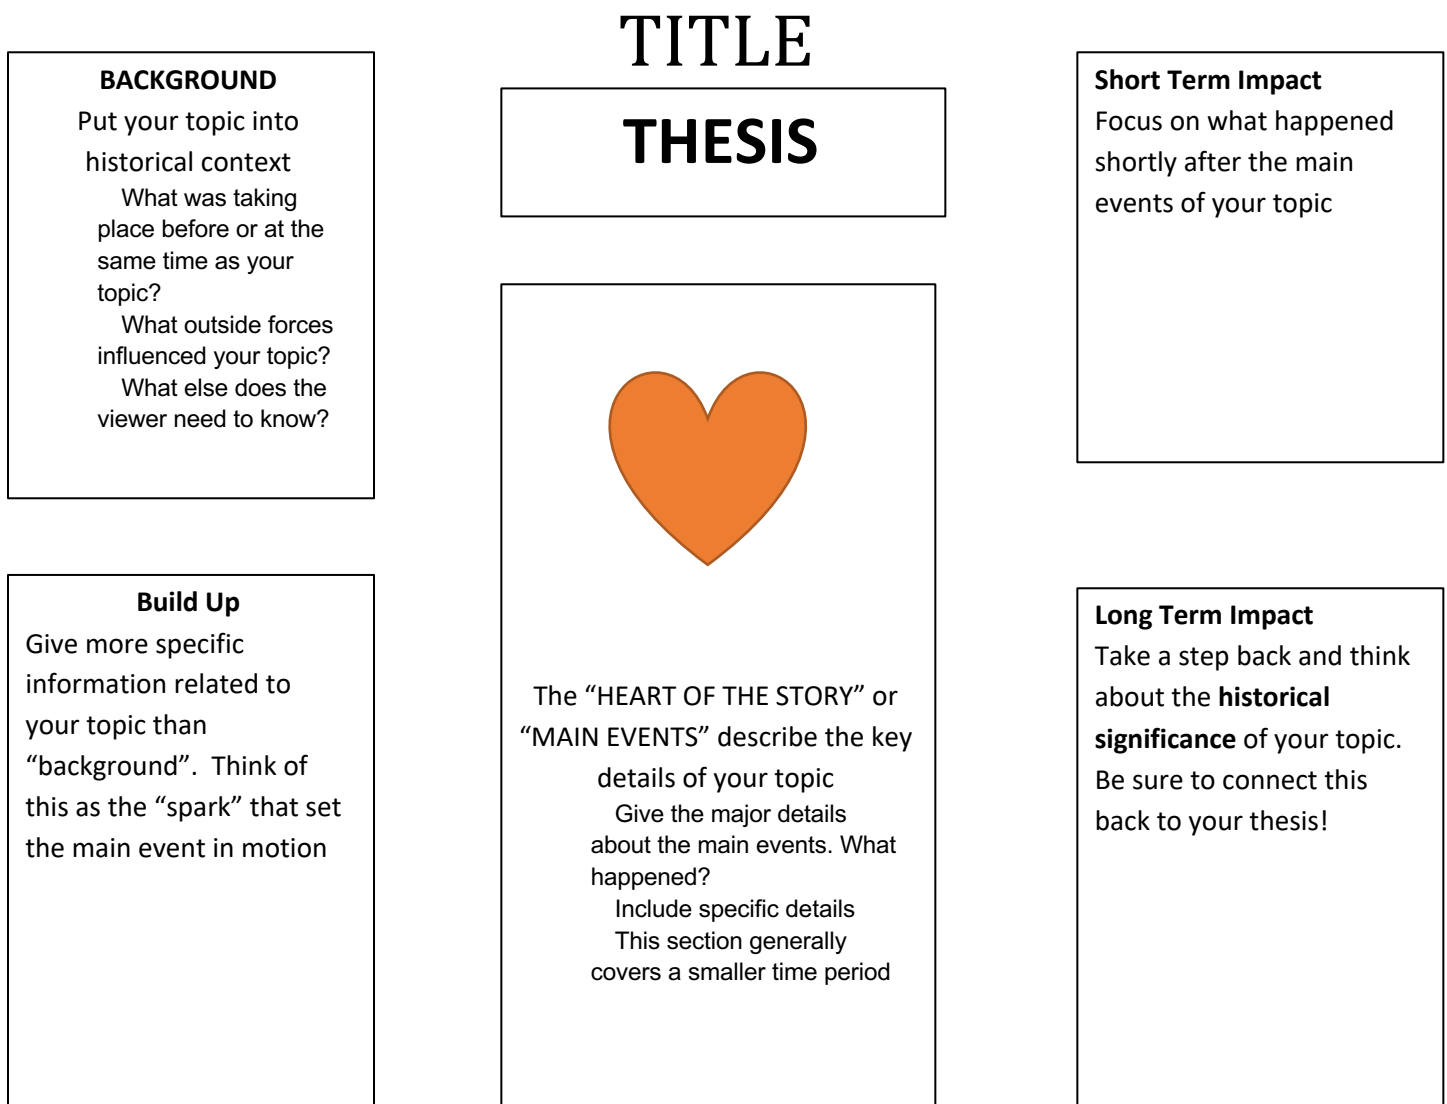 TITLE
THESIS
BACKGROUND
Put your topic into
historical context
What was taking
place before or at the
same time as your
topic?
What outside forces
influenced your topic?
What else does the
viewer need to know?
Build Up
Give more specific
information related to
your topic than
“background”.  Think of
this as the “spark” that set
the main event in motion
The “HEART OF THE STORY” or
“MAIN EVENTS” describe the key
details of your topic
Give the major details
about the main events. What
happened?
Include specific details
This section generally
covers a smaller time period
Short Term Impact
Focus on what happened
shortly after the main
events of your topic
Long Term Impact
Take a step back and think
about the historical
significance of your topic.
Be sure to connect this
back to your thesis!